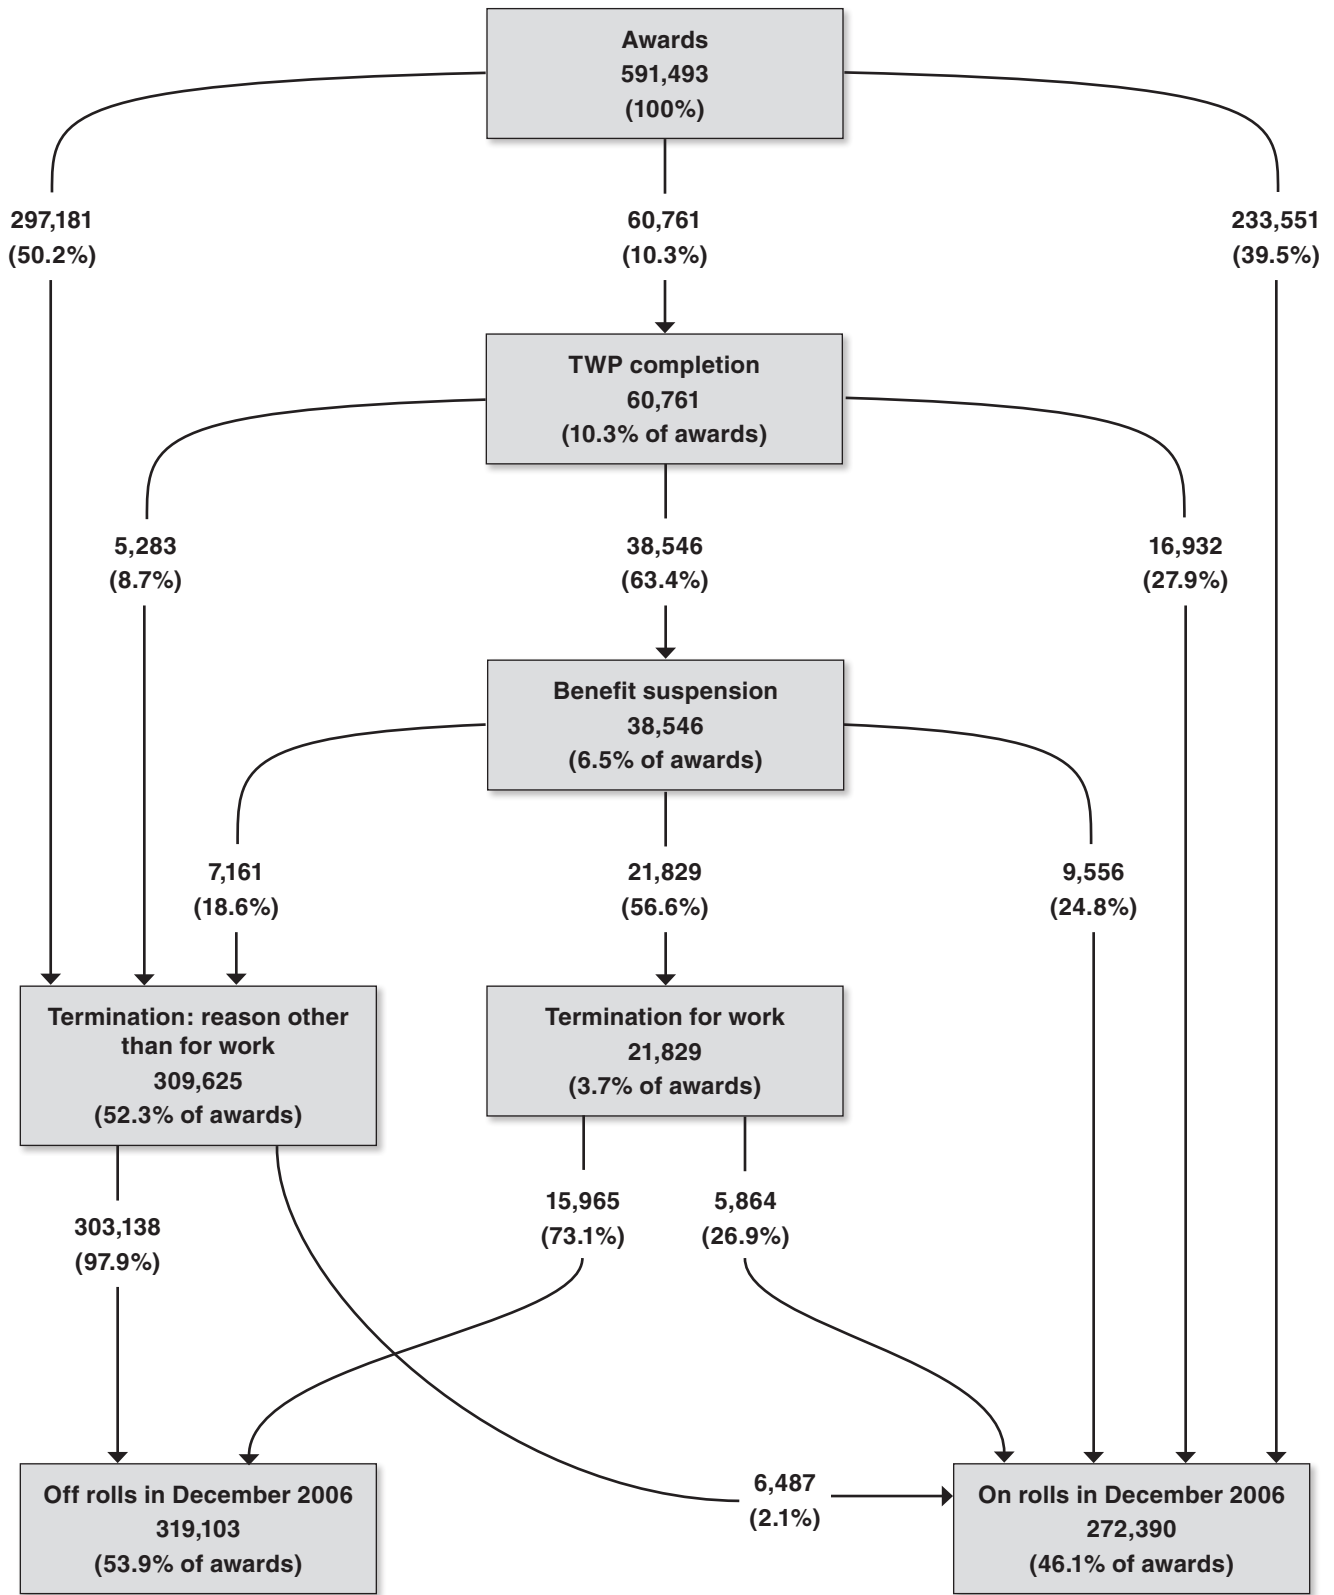 Awards
591,493
(100%)
297,181
(50.2%)
60,761
(10.3%)
233,551
(39.5%)
TWP completion
60,761
(10.3% of awards)
5,283
(8.7%)
38,546
(63.4%)
16,932
(27.9%)
Benefit suspension
38,546
(6.5% of awards)
7,161
(18.6%)
21,829
(56.6%)
9,556
(24.8%)
Termination: reason other
than for work
309,625
(52.3% of awards)
Termination for work
21,829
(3.7% of awards)
303,138
(97.9%)
15,965
(73.1%)
5,864
(26.9%)
6,487
(2.1%)
Off rolls in December 2006
319,103
(53.9% of awards)
On rolls in December 2006
272,390
(46.1% of awards)